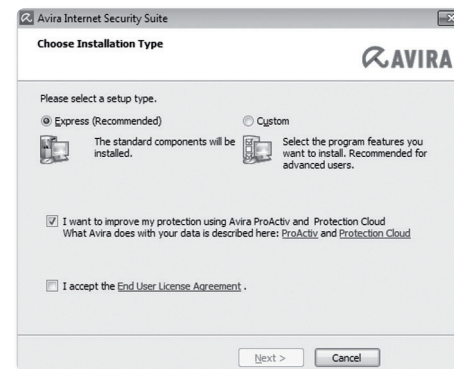 Avira Internet Security Suite
Choose Installation Type
AVIRA
Please select a setup type.
Express (Recommended)
The standard components will be
installed.
Custom
Select the program features you
want to install. Recommended for
advanced users.
I want to improve my protection using Avira ProActiv and Protection Cloud
What Avira does with your data is described here: ProActiv and Protection Cloud
I accept the End User License Agreement .
Next >
Cancel